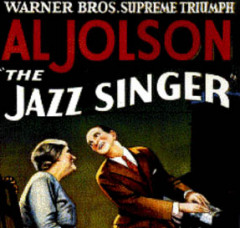 WARNER BROS. SUPREME TRIUMPH
AL JOLSON
"THE
JAZZ SINGER"